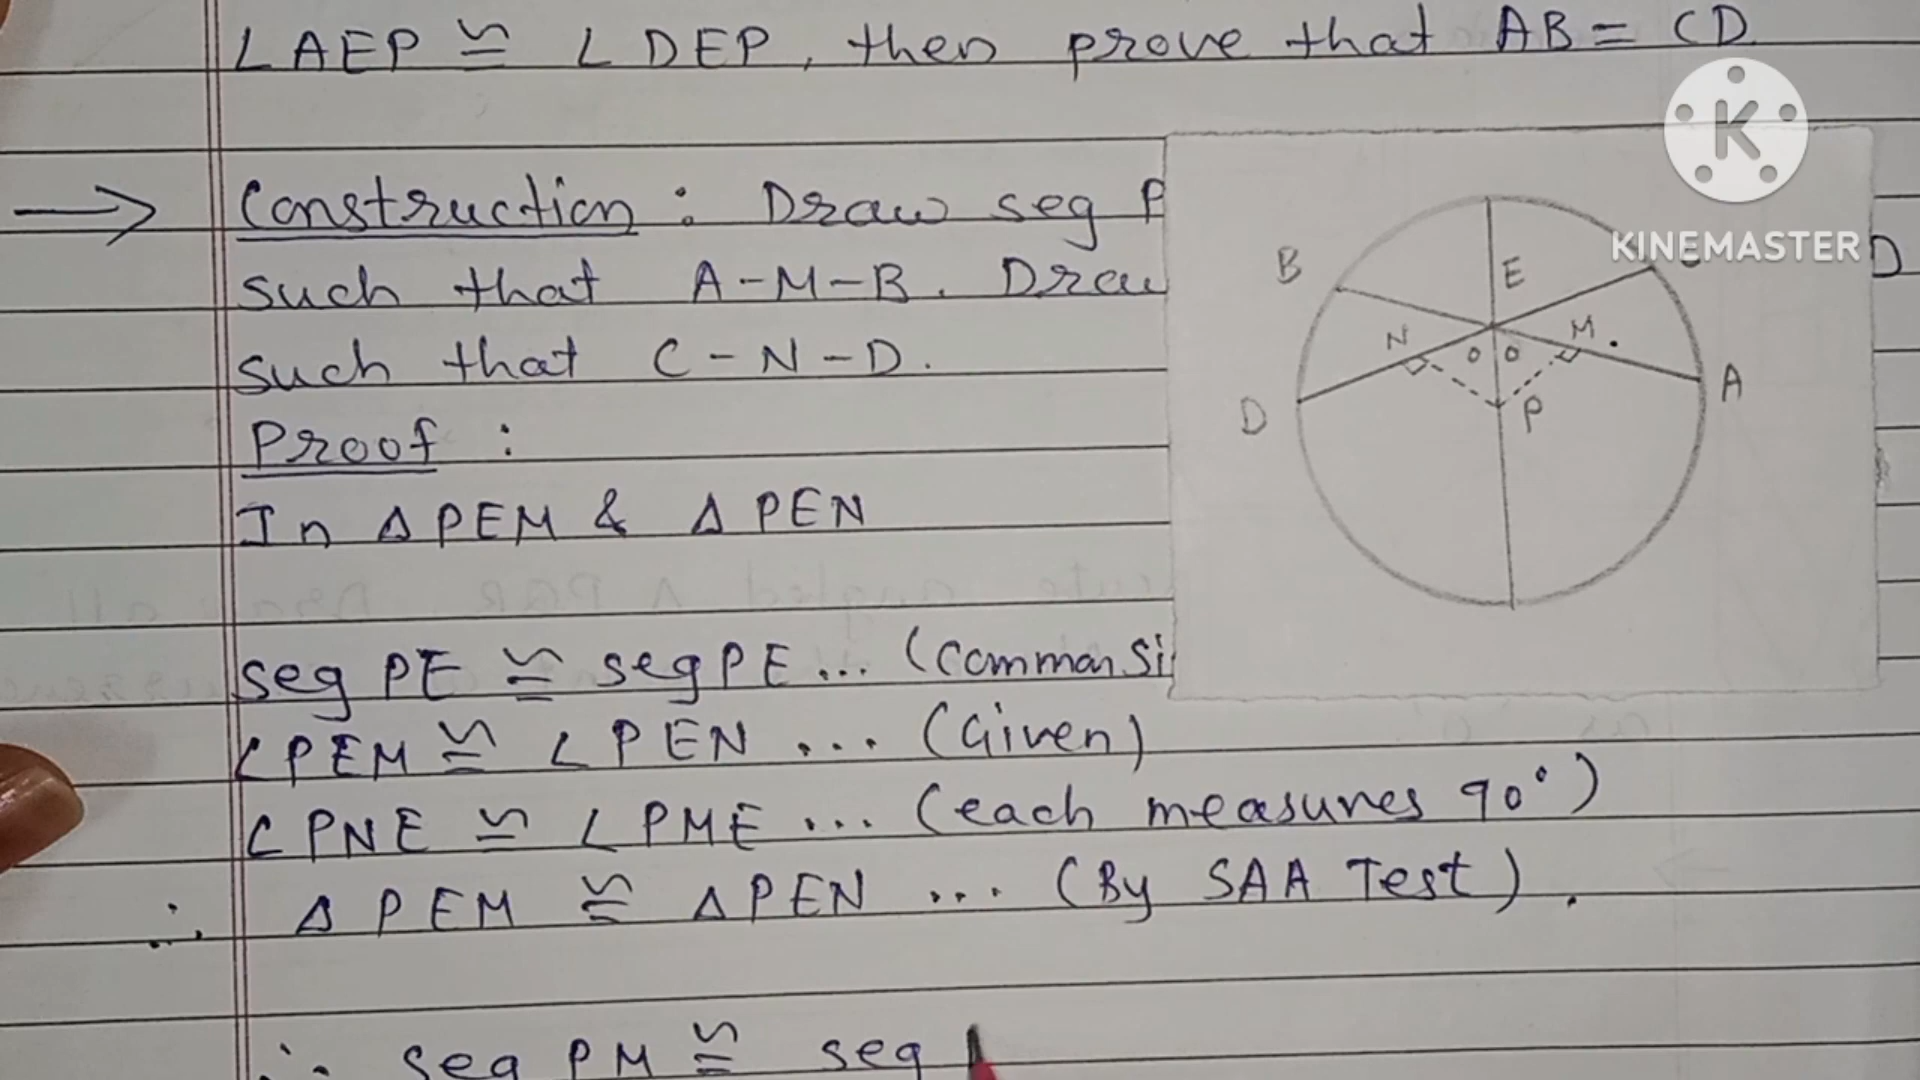 ∠AEP ≅ ∠DEP, then prove that AB = CD
Construction : Draw seg P
such that A-M-B. Draw
such that C-N-D.
Proof :
In Δ PEM & Δ PEN
seg PE ≅ seg PE ... (Comman Si
∠PEM ≅ ∠PEN ... (Given)
∠PNE ≅ ∠PME ... (each measures 90°)
∴ Δ PEM ≅ Δ PEN ... (By SAA Test).
∴ seg PM ≅ seg
K
KINEMASTER
D
B
E
N
M
o o
D
P
A